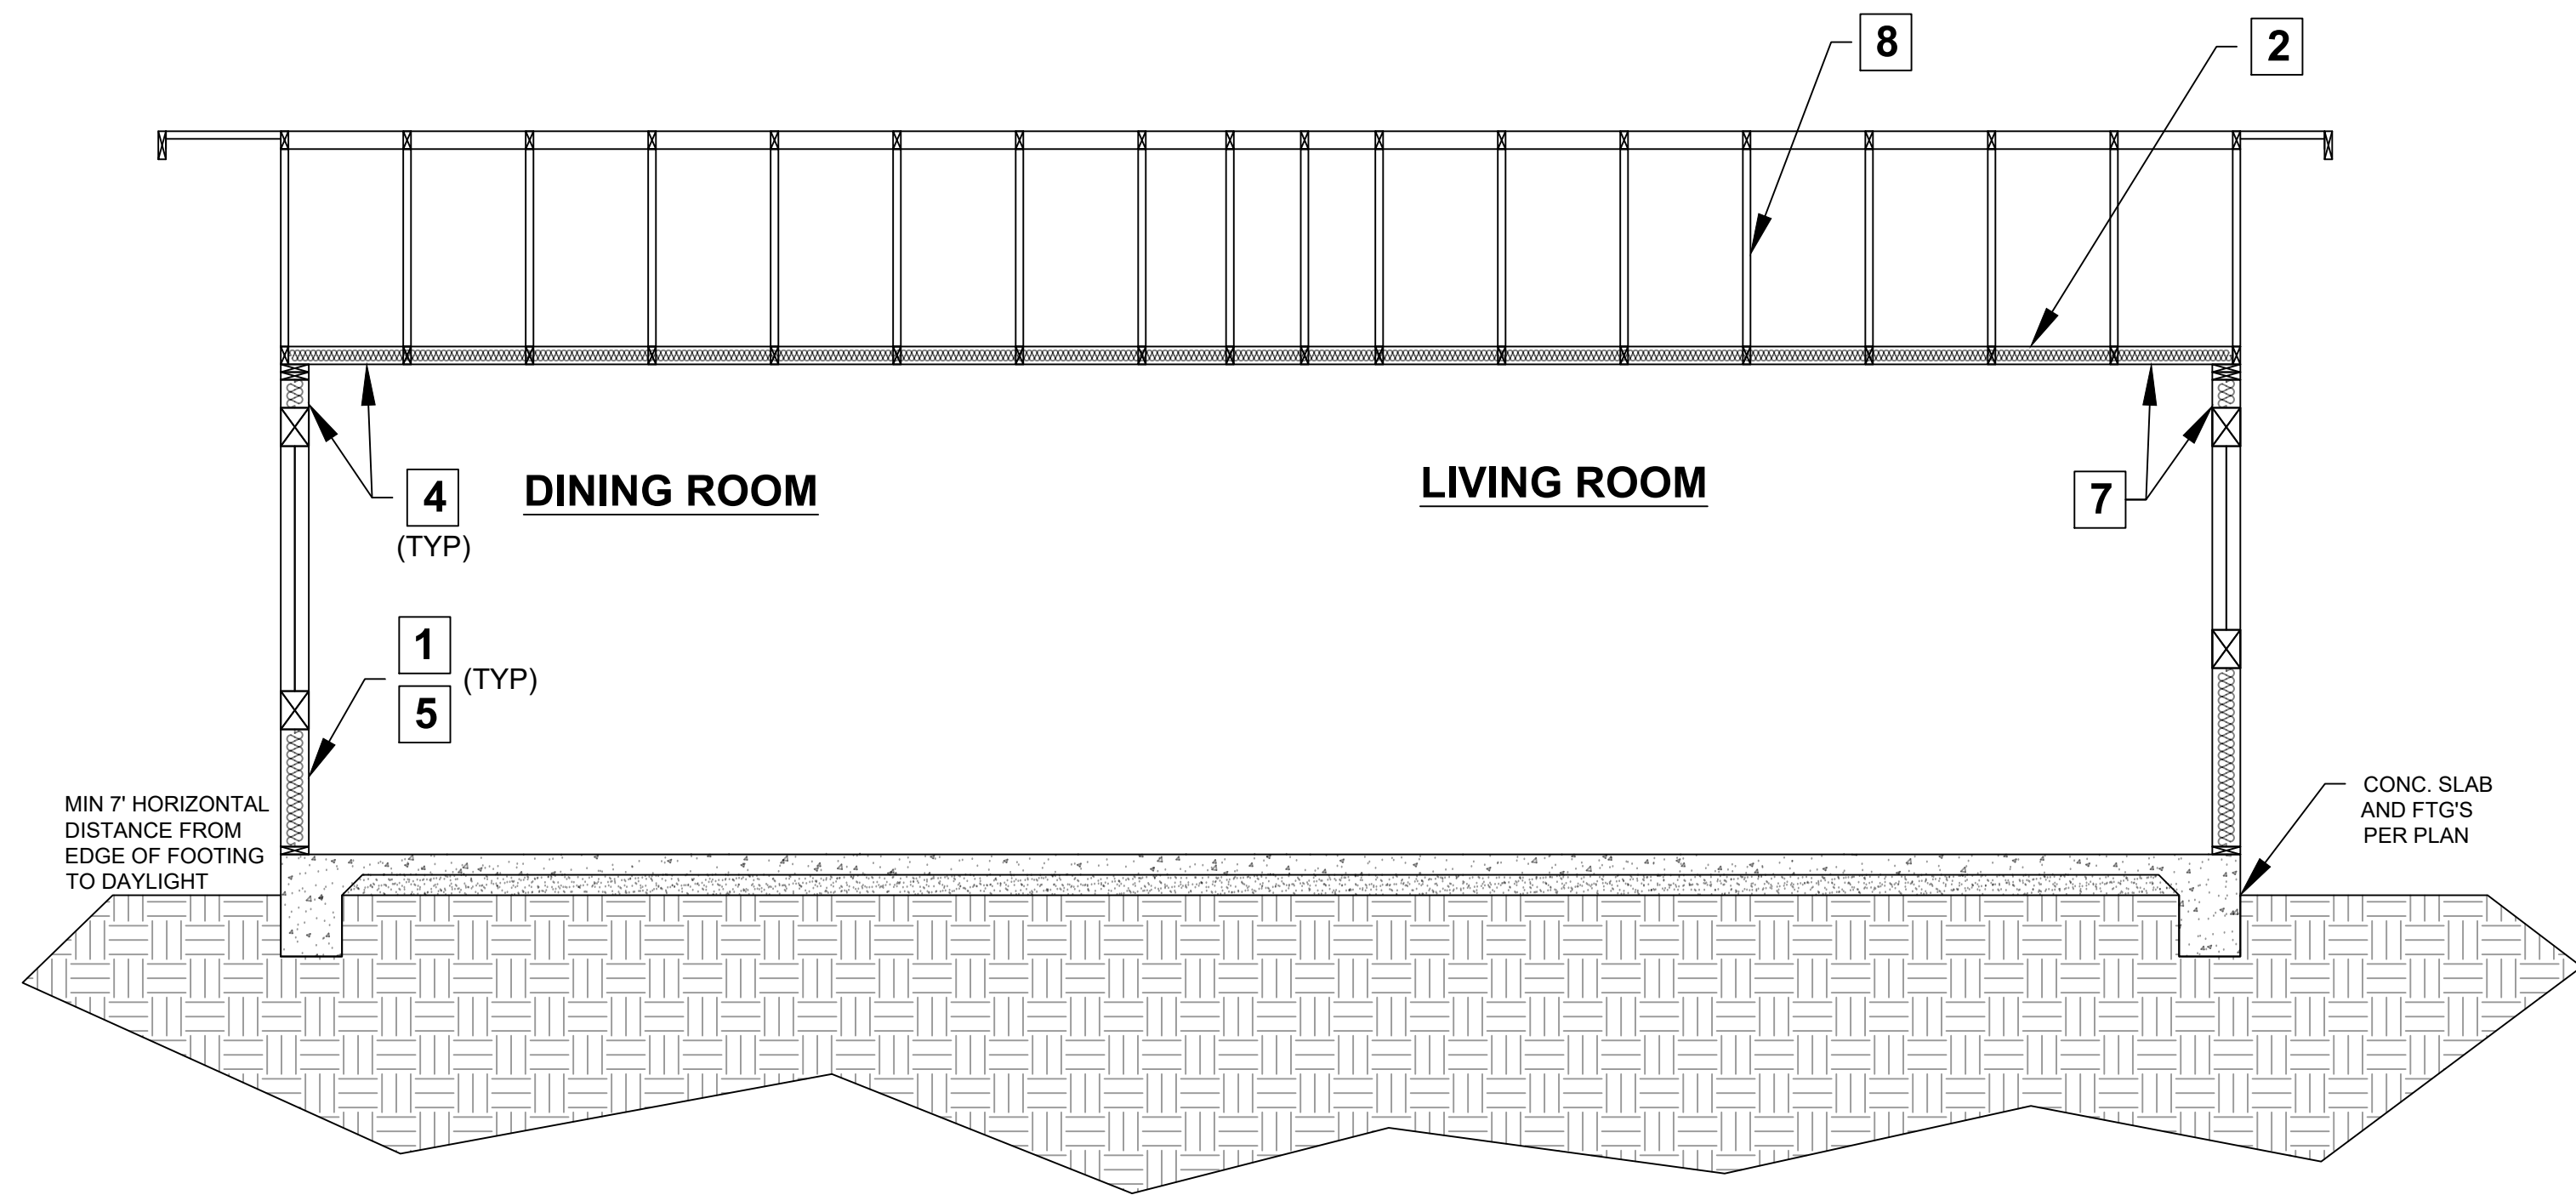 8
2
4
(TYP)
DINING ROOM
LIVING ROOM
7
1
(TYP)
5
MIN 7' HORIZONTAL
DISTANCE FROM
EDGE OF FOOTING
TO DAYLIGHT
CONC. SLAB
AND FTG'S
PER PLAN